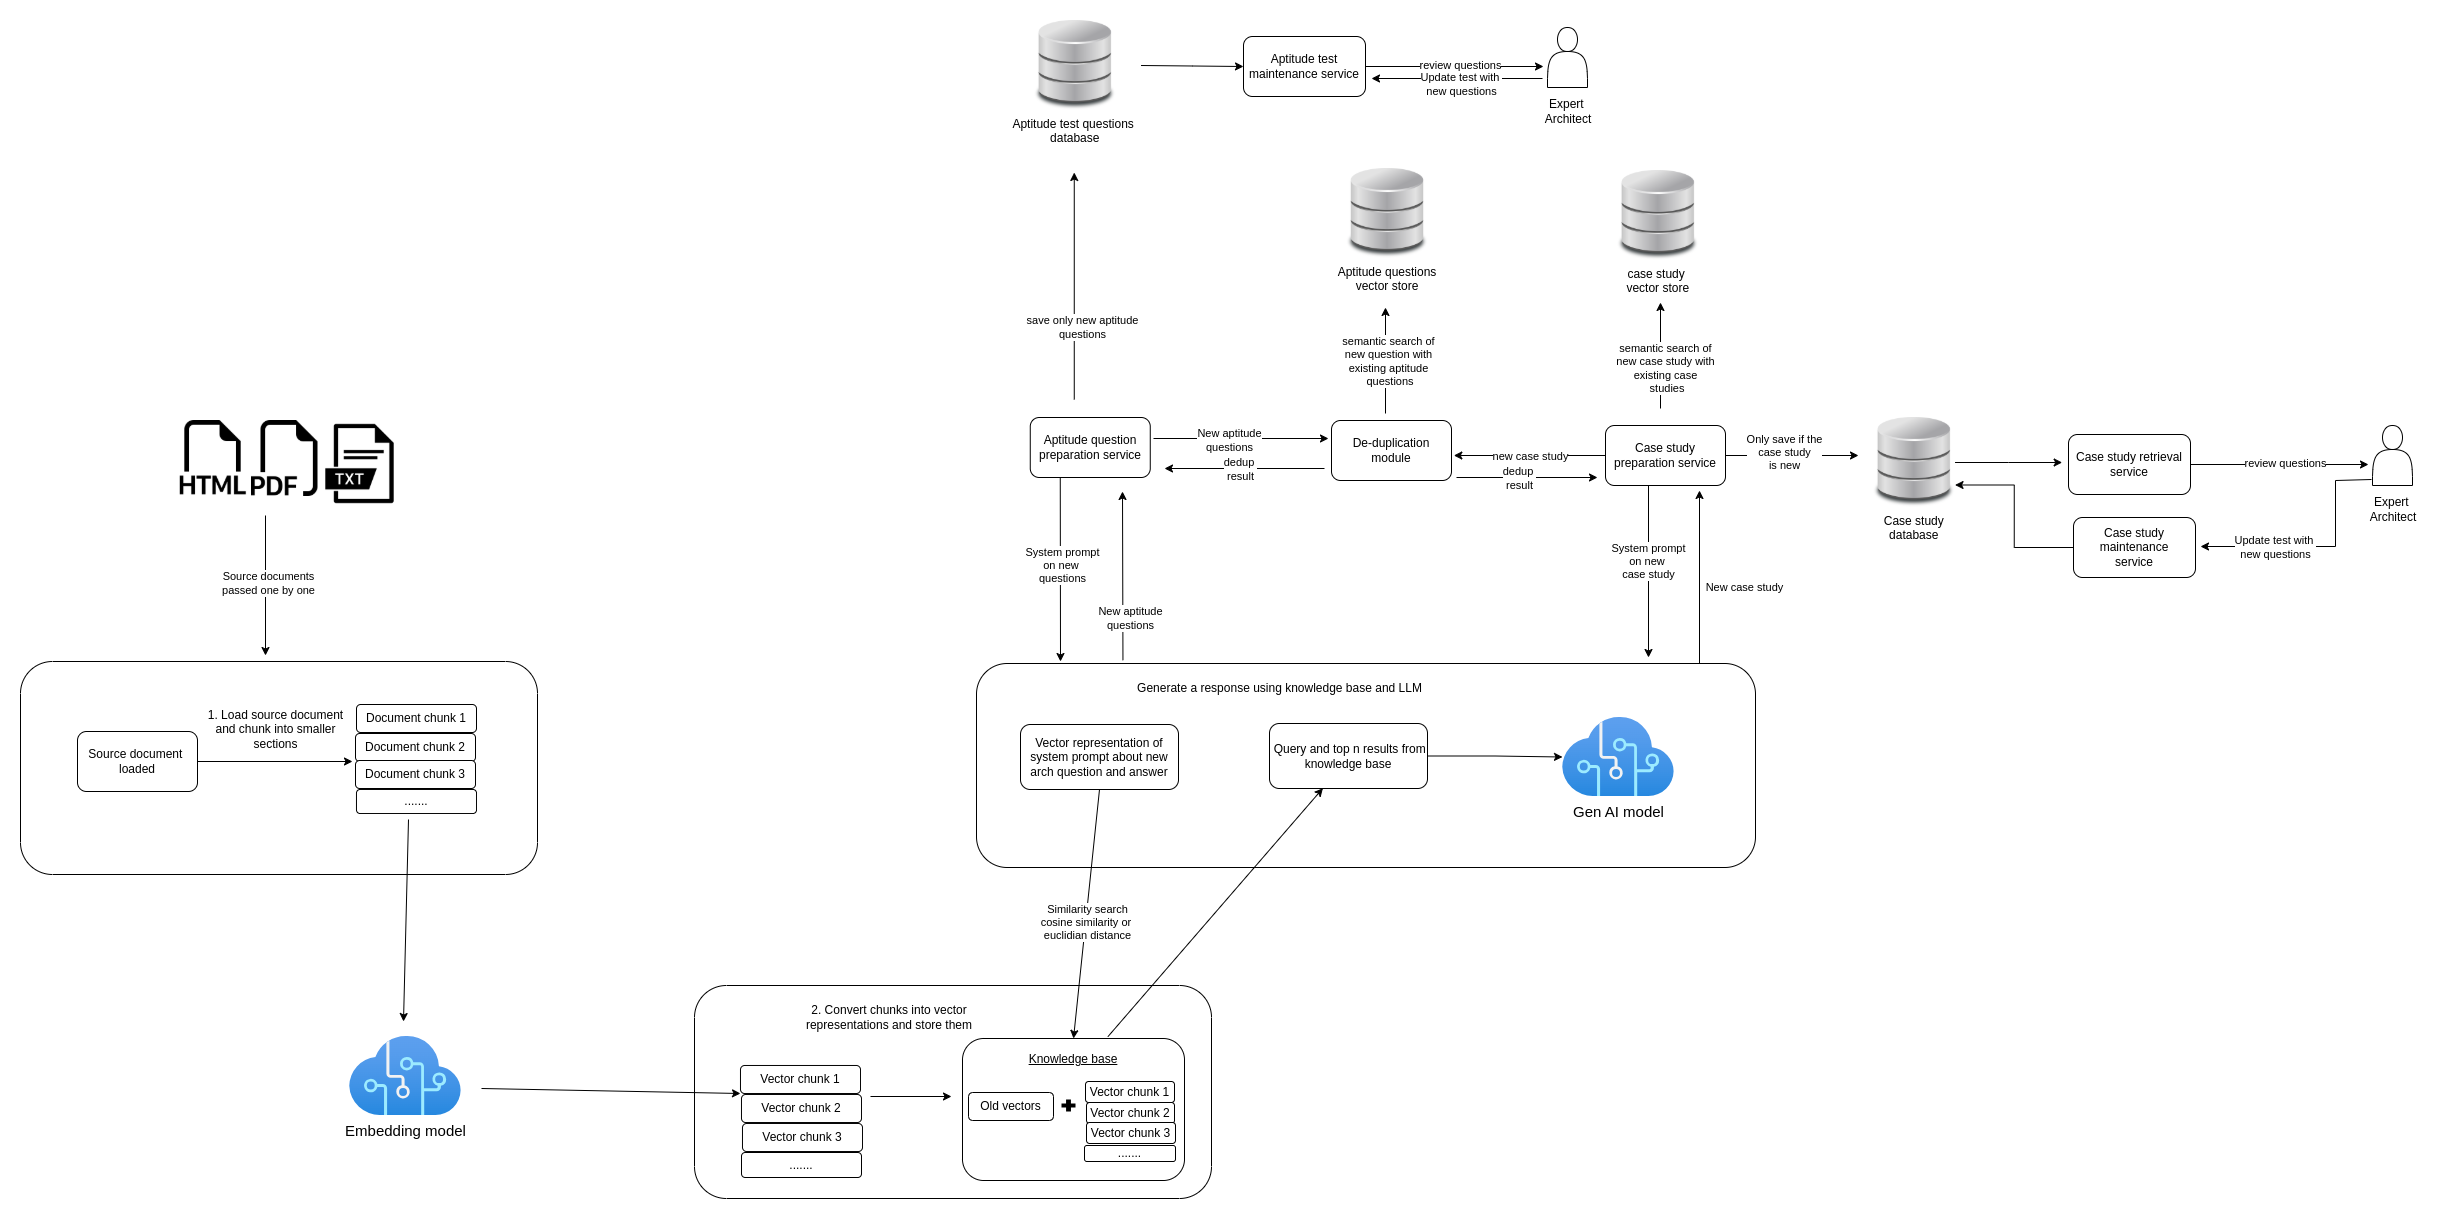 Aptitude test questions
database
Aptitude test
maintenance service
review questions
Update test with
new questions
Expert
Architect
Aptitude questions
vector store
case study
vector store
save only new aptitude
questions
semantic search of
new question with
existing aptitude
questions
semantic search of
new case study with
existing case
studies
HTML
PDF
TXT
Source documents
passed one by one
Aptitude question
preparation service
New aptitude
questions
dedup
result
De-duplication
module
new case study
dedup
result
Case study
preparation service
Only save if the
case study
is new
Case study
database
Case study retrieval
service
review questions
Expert
Architect
Case study
maintenance
service
Update test with
new questions
System prompt
on new
questions
New aptitude
questions
System prompt
on new
case study
New case study
Source document
loaded
1. Load source document
and chunk into smaller
sections
Document chunk 1
Document chunk 2
Document chunk 3
.......
Generate a response using knowledge base and LLM
Vector representation of
system prompt about new
arch question and answer
Query and top n results from
knowledge base
Gen AI model
Similarity search
cosine similarity or
euclidian distance
Embedding model
2. Convert chunks into vector
representations and store them
Vector chunk 1
Vector chunk 2
Vector chunk 3
.......
Knowledge base
Old vectors
Vector chunk 1
Vector chunk 2
Vector chunk 3
.......